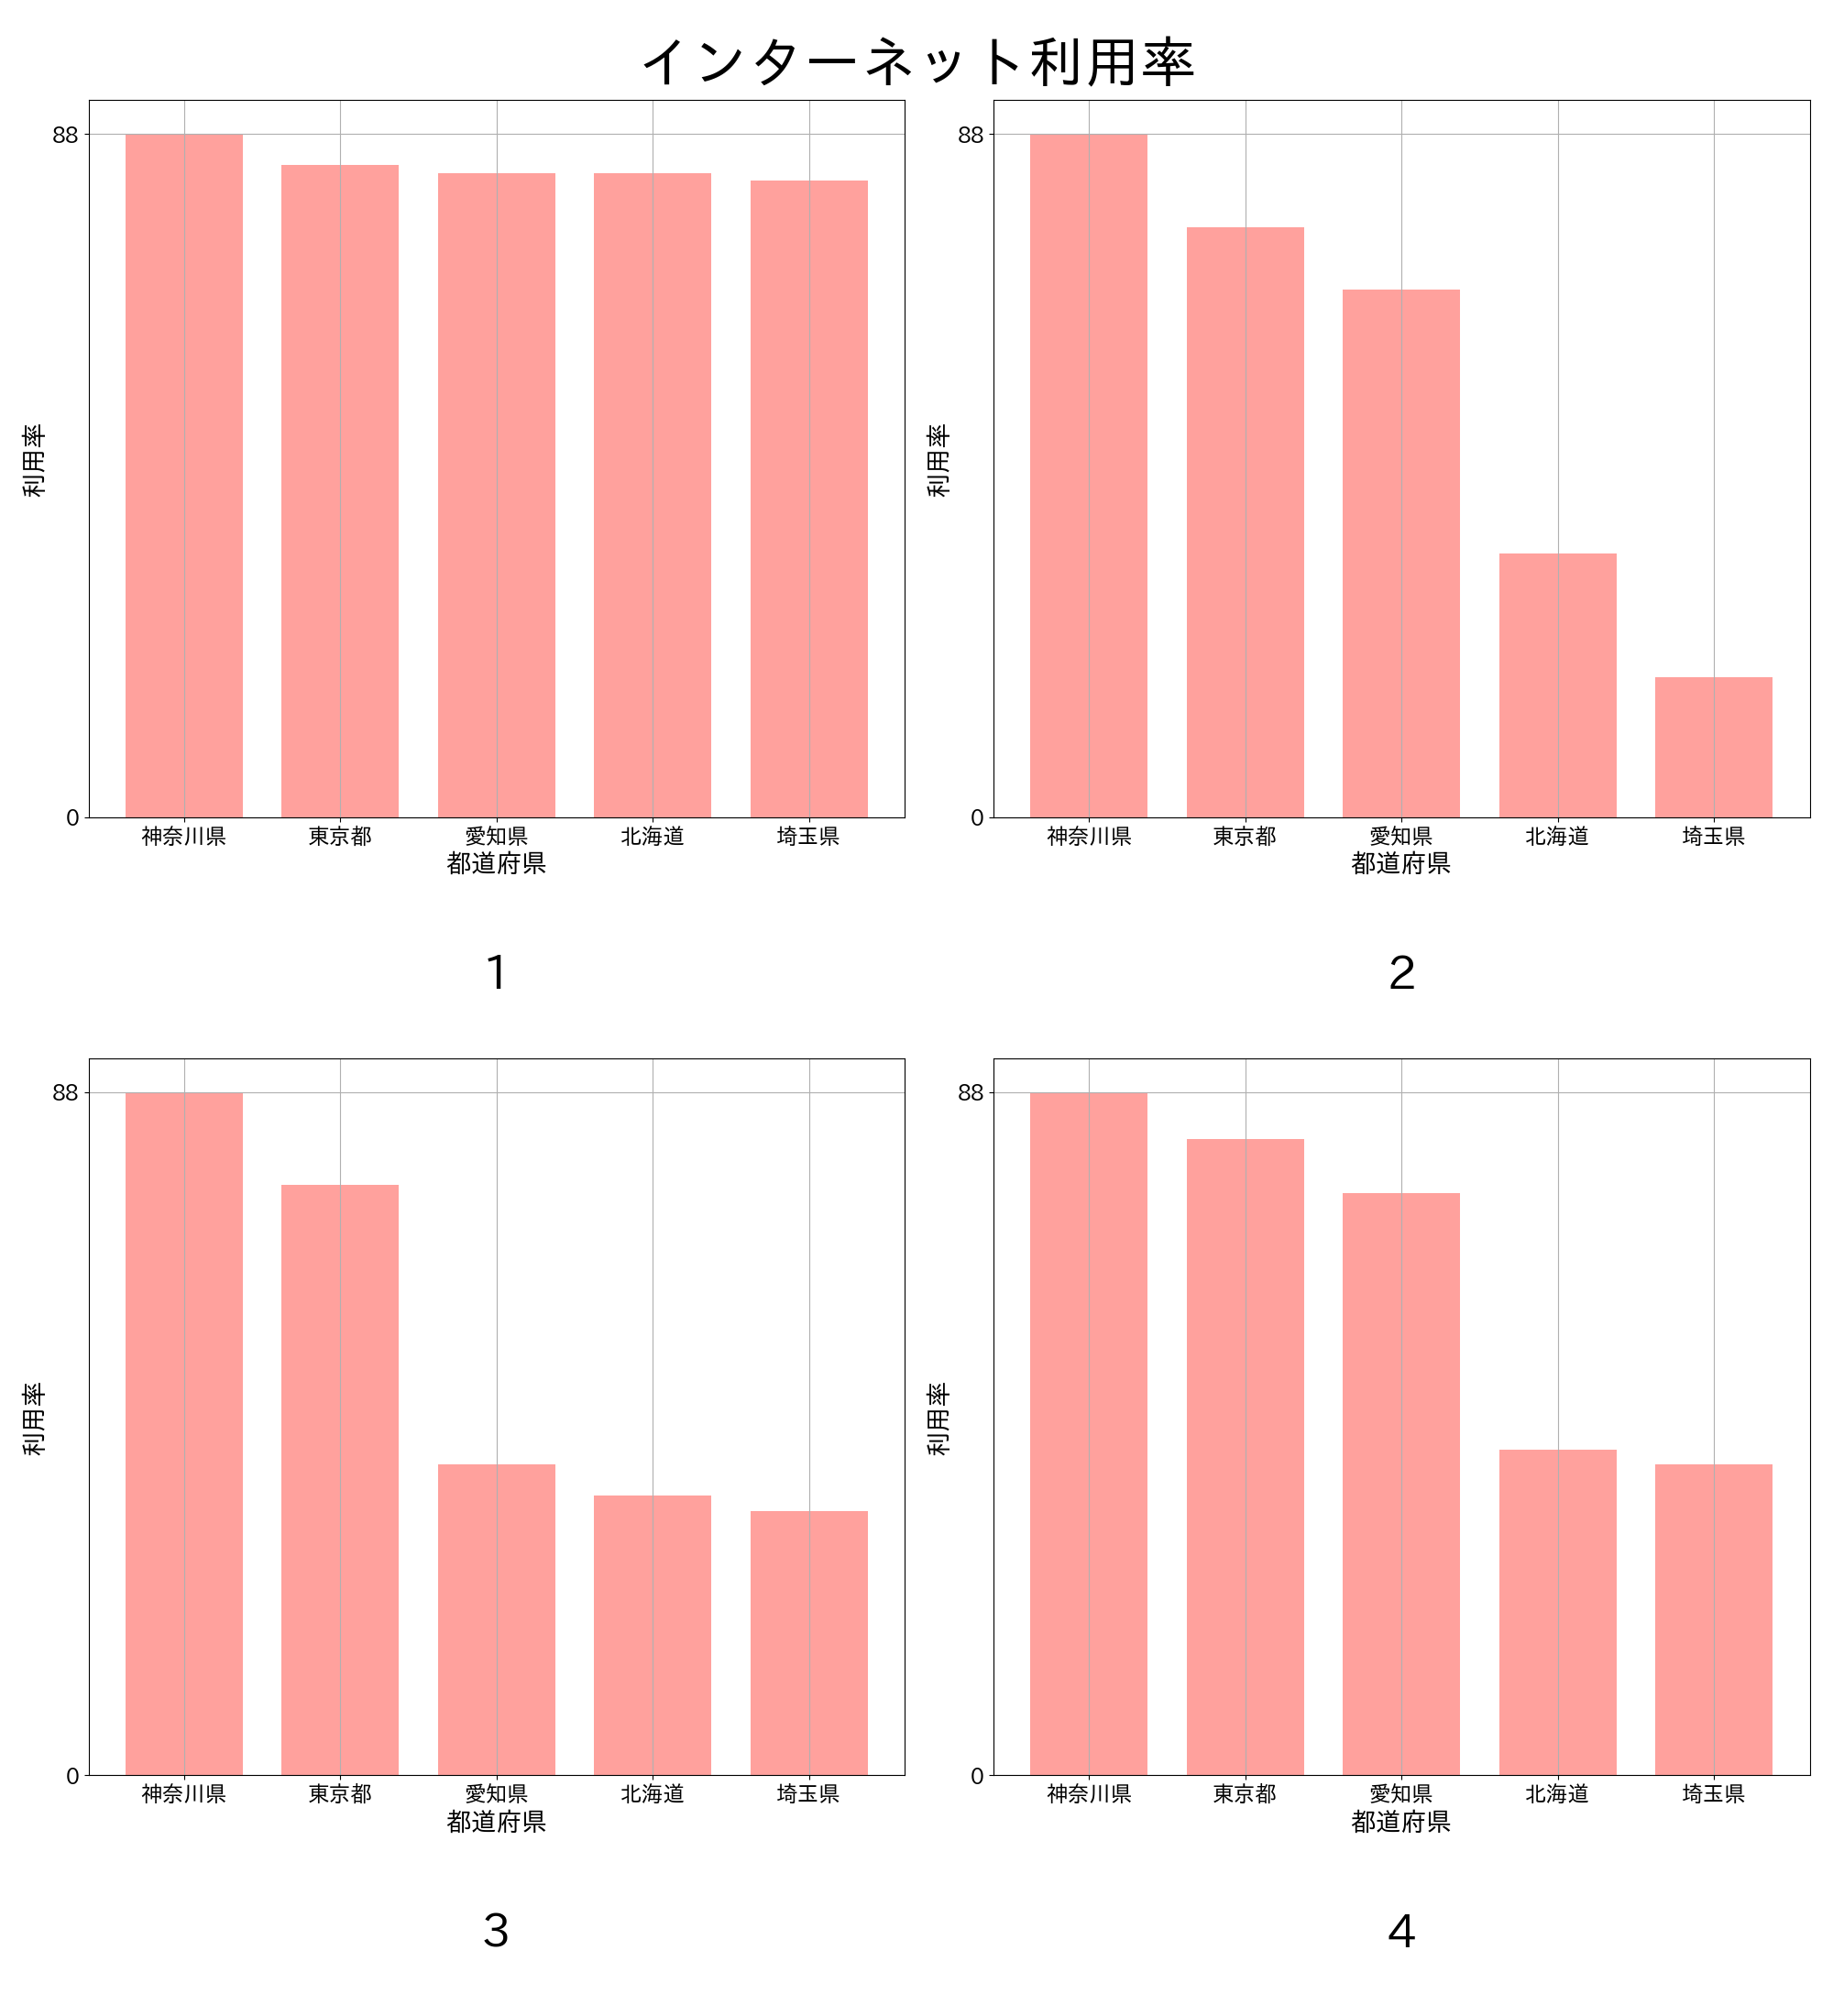 インターネット利用率
88
0
利用率
神奈川県 東京都 愛知県 北海道 埼玉県
都道府県
1
88
0
利用率
神奈川県 東京都 愛知県 北海道 埼玉県
都道府県
2
88
0
利用率
神奈川県 東京都 愛知県 北海道 埼玉県
都道府県
3
88
0
利用率
神奈川県 東京都 愛知県 北海道 埼玉県
都道府県
4